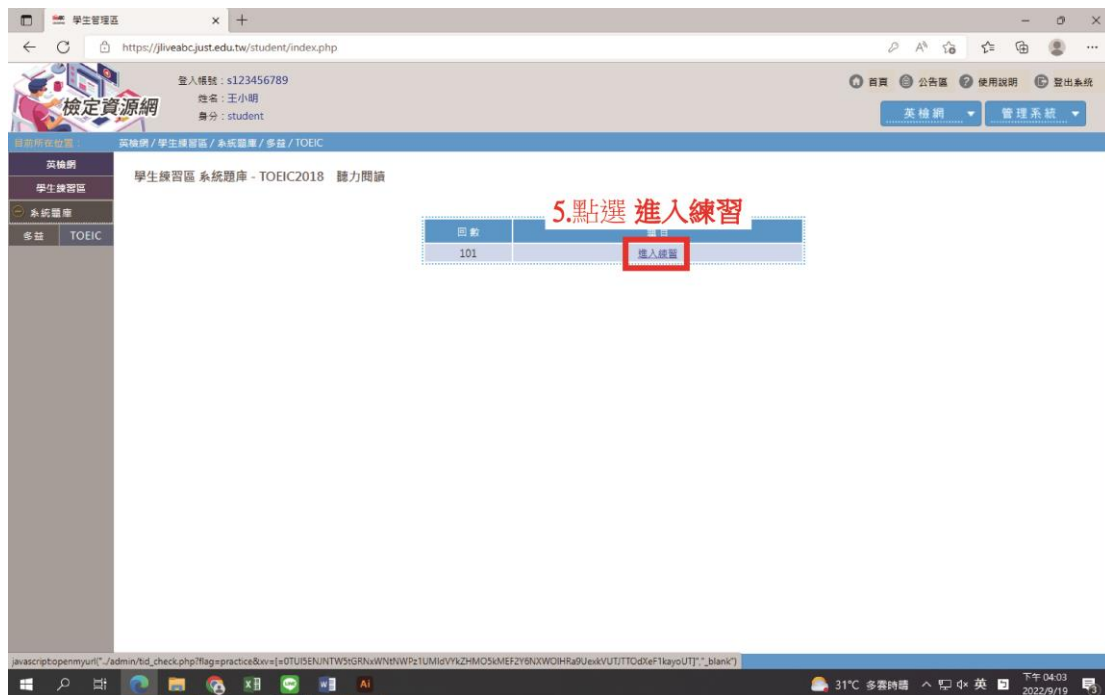 學生管理區
https://jliveabc.just.edu.tw/student/index.php
檢定資源網
登入帳號：s123456789
姓名：王小明
身分：student
首頁 公告區 使用說明 登出系統
英檢網 管理系統
目前所在位置： 英檢網 / 學生練習區 / 系統題庫 / 多益 / TOEIC
英檢網
學生練習區
系統題庫
多益 TOEIC
學生練習區 系統題庫 - TOEIC2018 聽力閱讀
5.點選 進入練習
回數
101 進入練習
31°C 多雲時晴 英 下午 04:03
2022/9/19